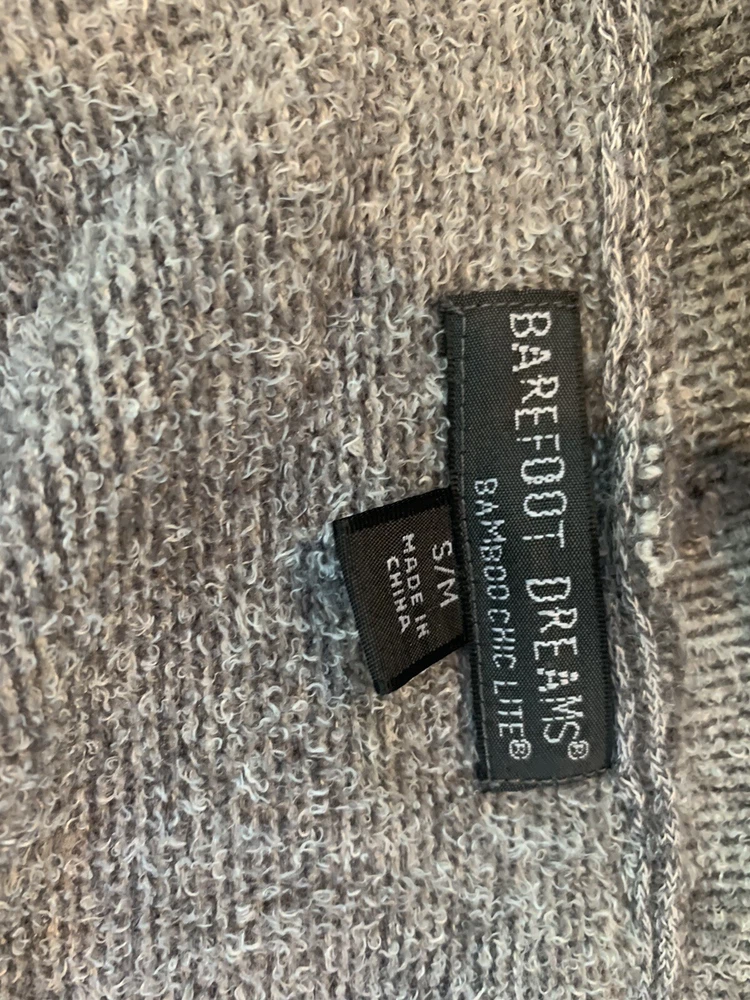 BAREFOOT DREAMS®
BAMBOO CHIC LITE®
S/M
MADE IN
CHINA